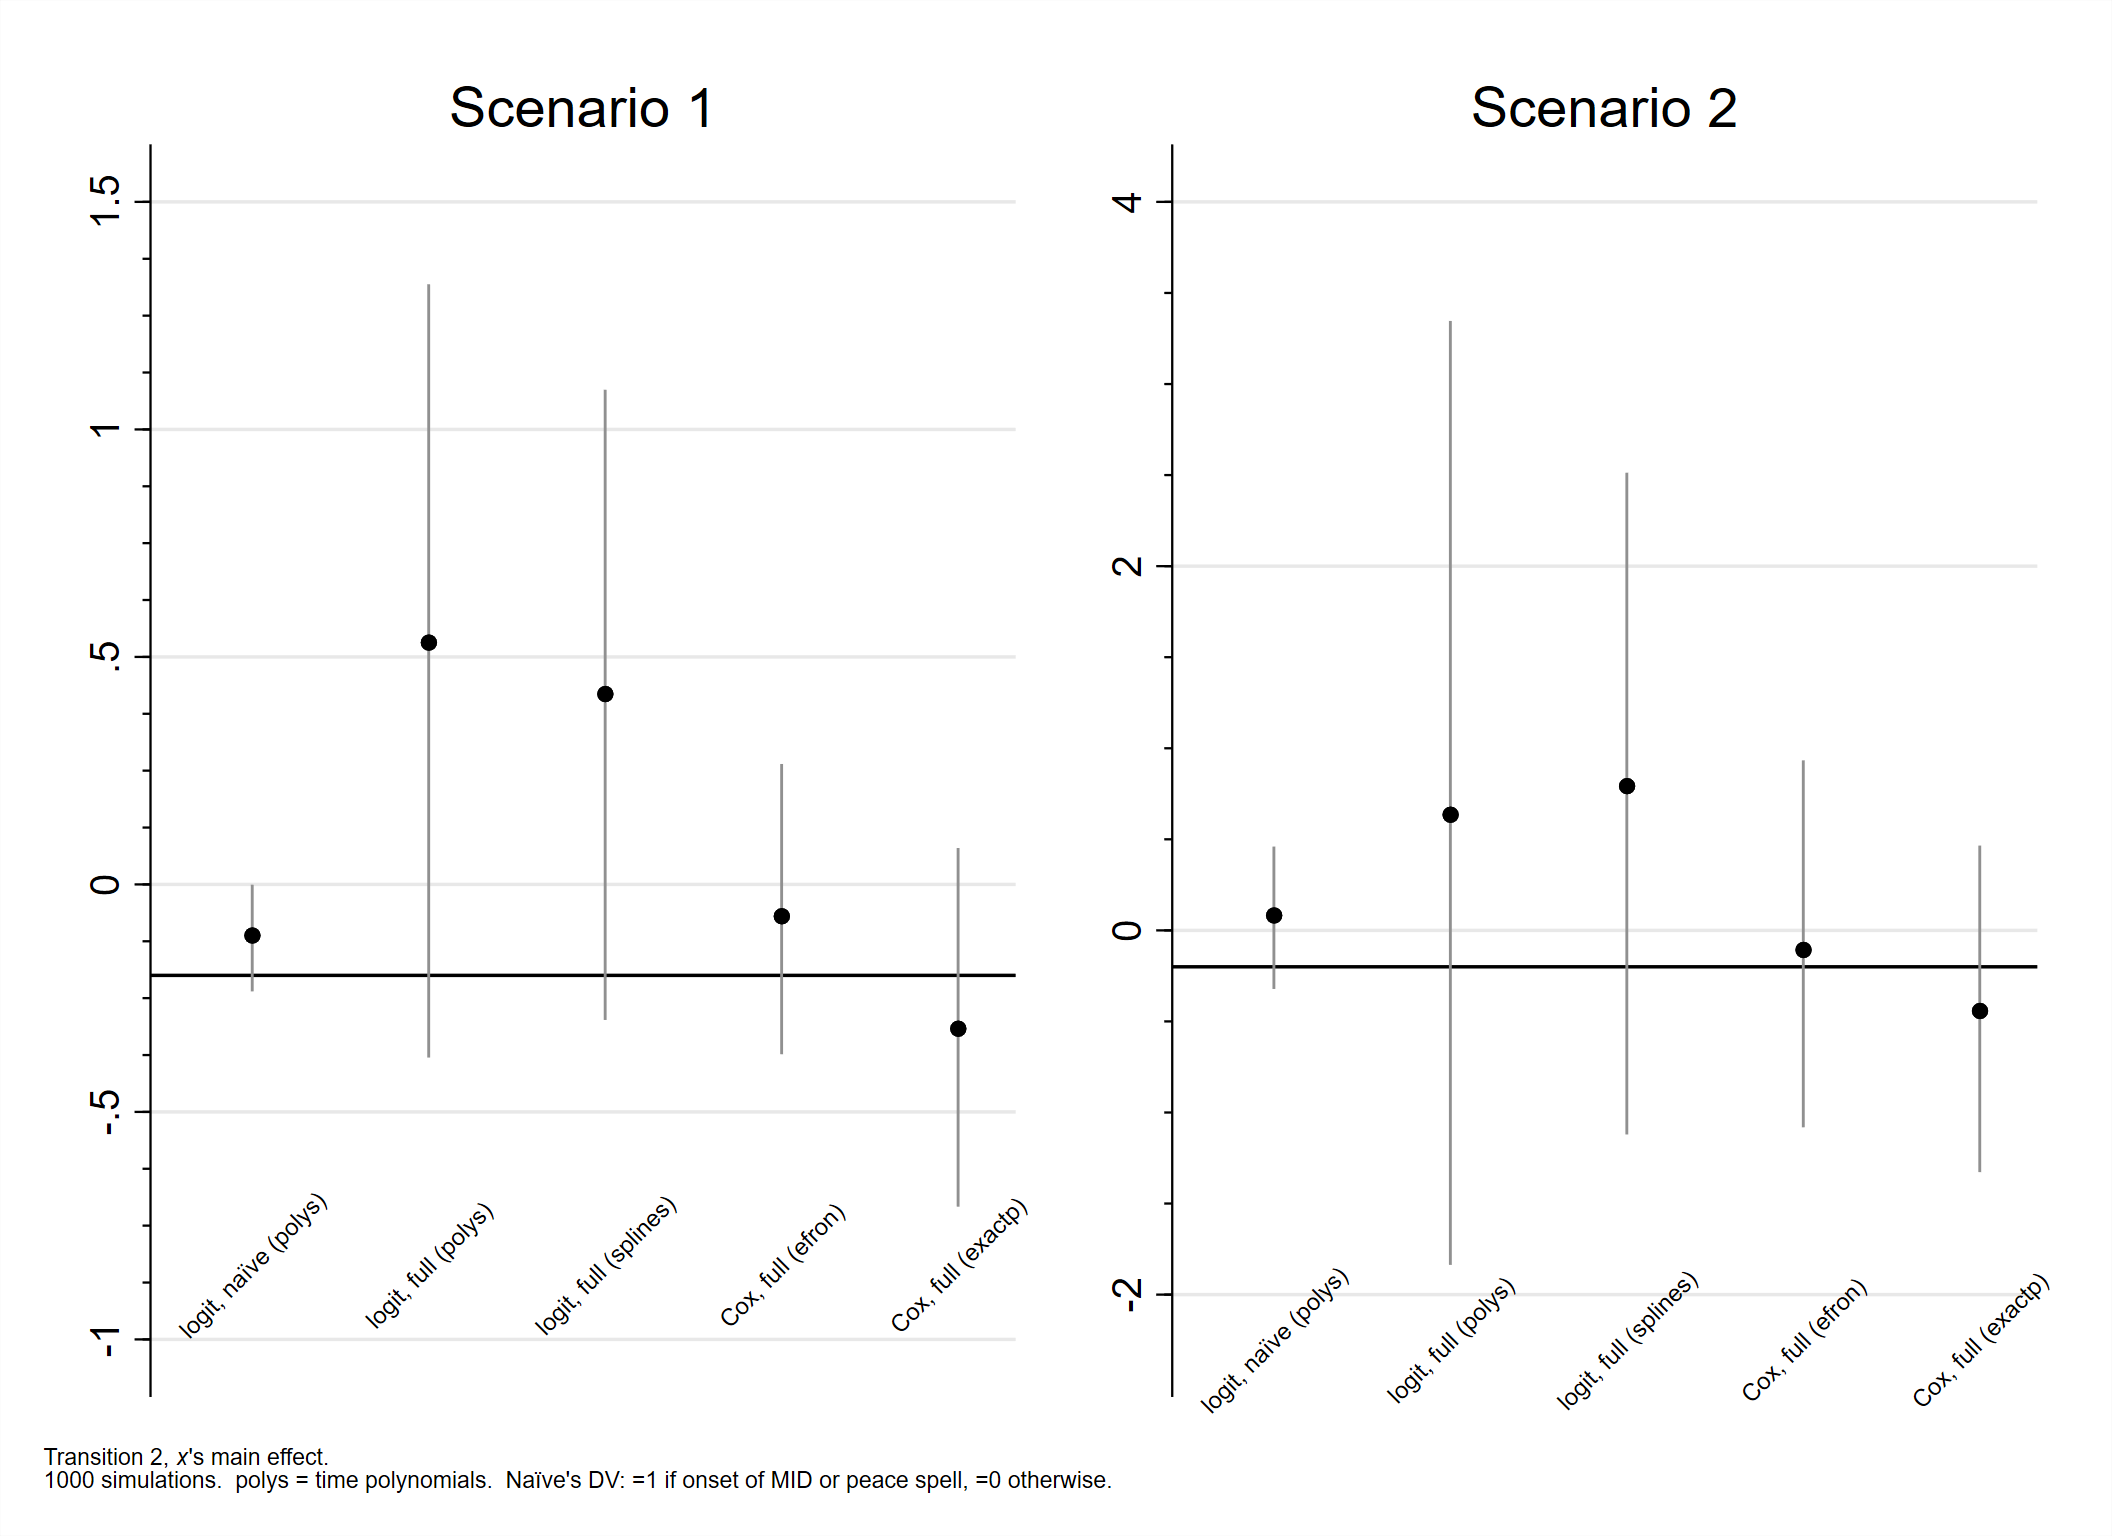 Scenario 1
1.5
1
.5
0
-.5
-1
logit, naïve (polys)
logit, full (polys)
logit, full (splines)
Cox, full (efron)
Cox, full (exactp)
Scenario 2
4
2
0
-2
logit, naïve (polys)
logit, full (polys)
logit, full (splines)
Cox, full (efron)
Cox, full (exactp)
Transition 2, x's main effect.
1000 simulations.  polys = time polynomials.  Naïve's DV: =1 if onset of MID or peace spell, =0 otherwise.